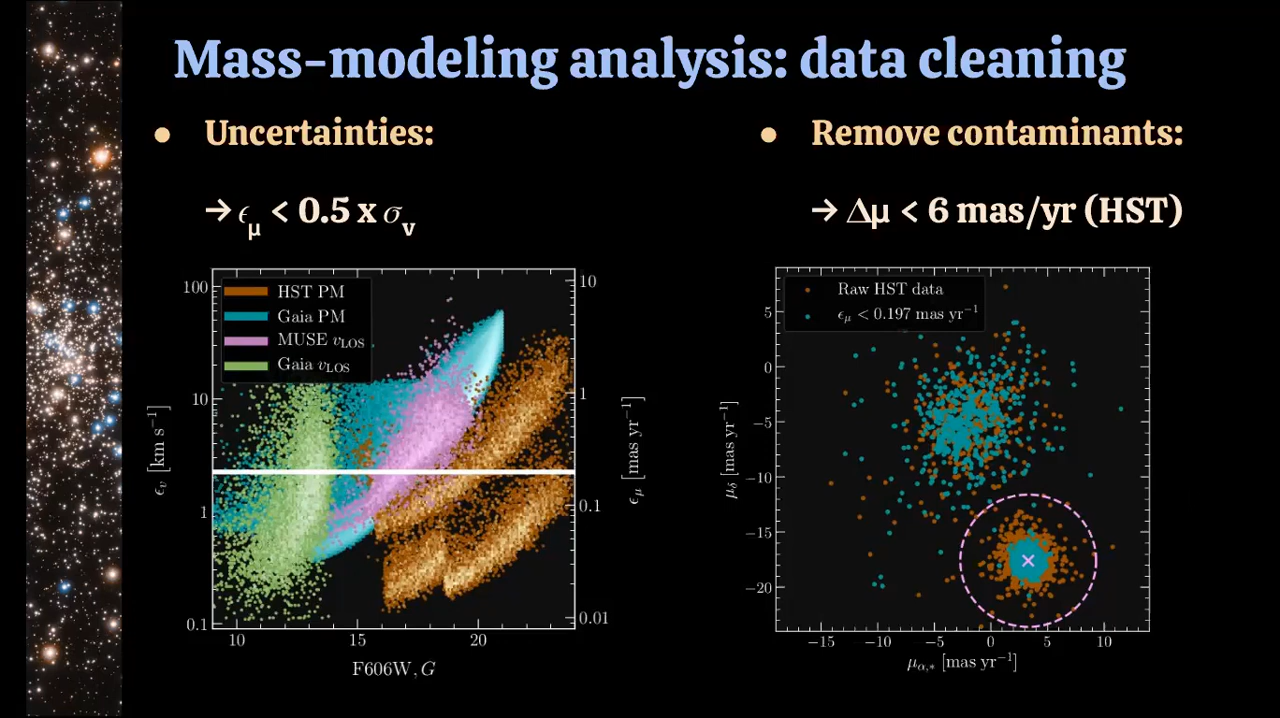 Mass-modeling analysis: data cleaning
● Uncertainties:
→ ϵμ < 0.5 x σv
● Remove contaminants:
→ Δμ < 6 mas/yr (HST)
HST PM
Gaia PM
MUSE vLOS
Gaia vLOS
100
10
1
0.1
ϵv [km s⁻¹]
10
1
0.1
0.01
ϵμ [mas yr⁻¹]
10 15 20
F606W, G
Raw HST data
ϵμ < 0.197 mas yr⁻¹
5
0
−5
−10
−15
−20
μδ [mas yr⁻¹]
−15 −10 −5 0 5 10
μα,* [mas yr⁻¹]